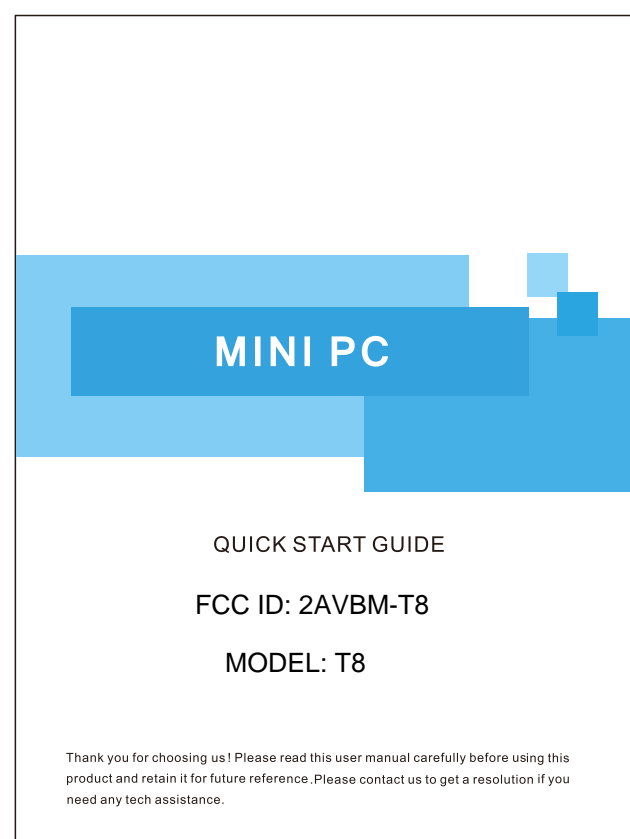 MINI PC
QUICK START GUIDE
FCC ID: 2AVBM-T8
MODEL: T8
Thank you for choosing us! Please read this user manual carefully before using this
product and retain it for future reference.Please contact us to get a resolution if you
need any tech assistance.